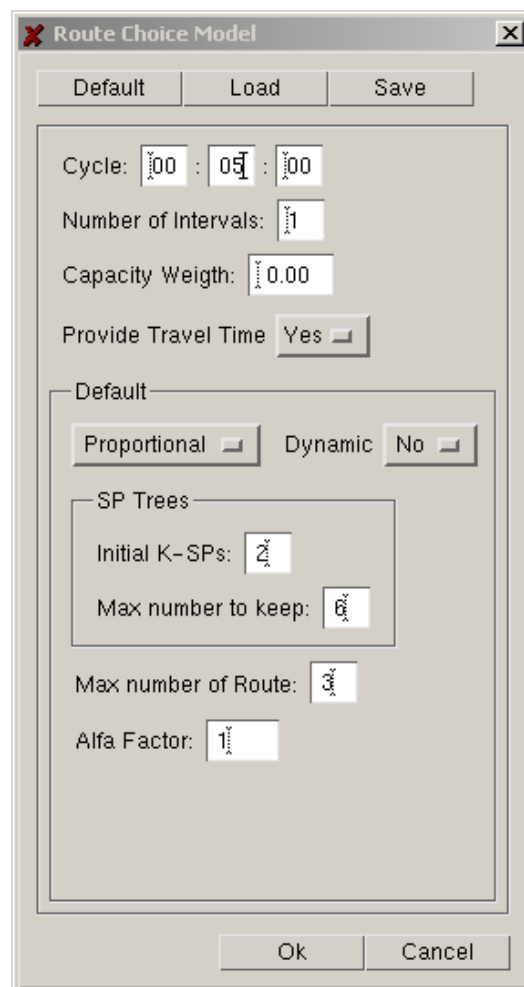 Route Choice Model
Default Load Save
Cycle: 00 : 05 : 00
Number of Intervals: 1
Capacity Weigth: 0.00
Provide Travel Time Yes
Default
Proportional Dynamic No
SP Trees
Initial K-SPs: 2
Max number to keep: 6
Max number of Route: 3
Alfa Factor: 1
Ok Cancel